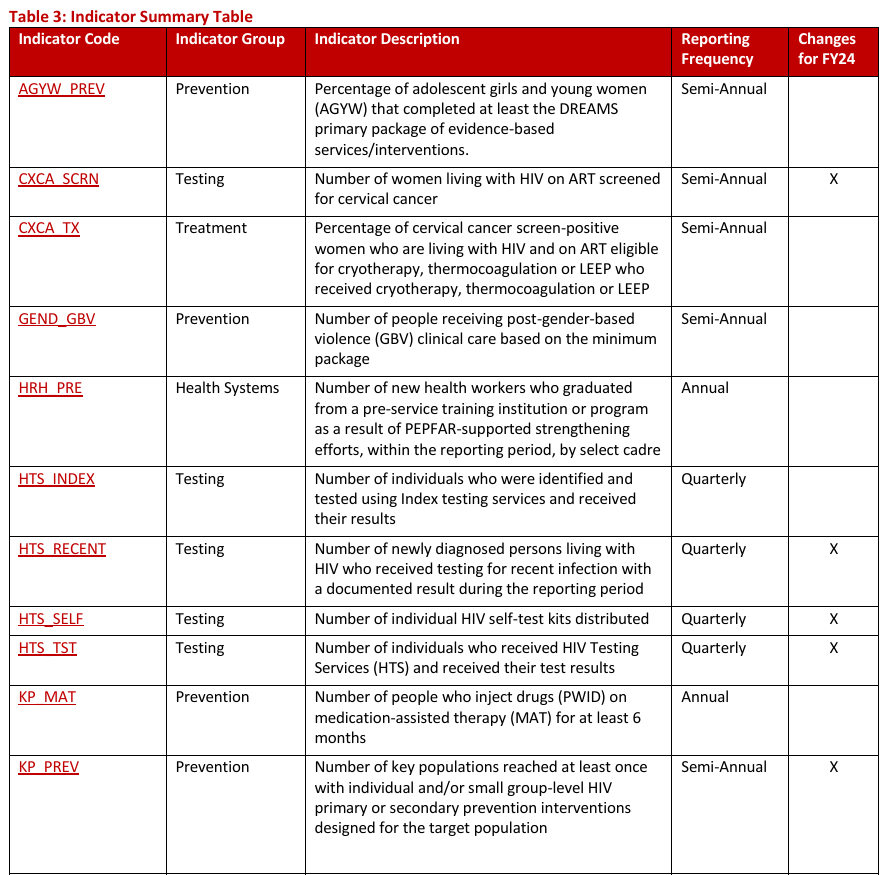 Table 3: Indicator Summary Table
Indicator Code Indicator Group Indicator Description Reporting Frequency Changes for FY24
AGYW_PREV Prevention Percentage of adolescent girls and young women Semi-Annual
(AGYW) that completed at least the DREAMS
primary package of evidence-based
services/interventions.
CXCA_SCRN Testing Number of women living with HIV on ART screened Semi-Annual X
for cervical cancer
CXCA_TX Treatment Percentage of cervical cancer screen-positive Semi-Annual
women who are living with HIV and on ART eligible
for cryotherapy, thermocoagulation or LEEP who
received cryotherapy, thermocoagulation or LEEP
GEND_GBV Prevention Number of people receiving post-gender-based Semi-Annual
violence (GBV) clinical care based on the minimum
package
HRH_PRE Health Systems Number of new health workers who graduated Annual
from a pre-service training institution or program
as a result of PEPFAR-supported strengthening
efforts, within the reporting period, by select cadre
HTS_INDEX Testing Number of individuals who were identified and Quarterly
tested using Index testing services and received
their results
HTS_RECENT Testing Number of newly diagnosed persons living with Quarterly X
HIV who received testing for recent infection with
a documented result during the reporting period
HTS_SELF Testing Number of individual HIV self-test kits distributed Quarterly X
HTS_TST Testing Number of individuals who received HIV Testing Quarterly X
Services (HTS) and received their test results
KP_MAT Prevention Number of people who inject drugs (PWID) on Annual
medication-assisted therapy (MAT) for at least 6
months
KP_PREV Prevention Number of key populations reached at least once Semi-Annual X
with individual and/or small group-level HIV
primary or secondary prevention interventions
designed for the target population